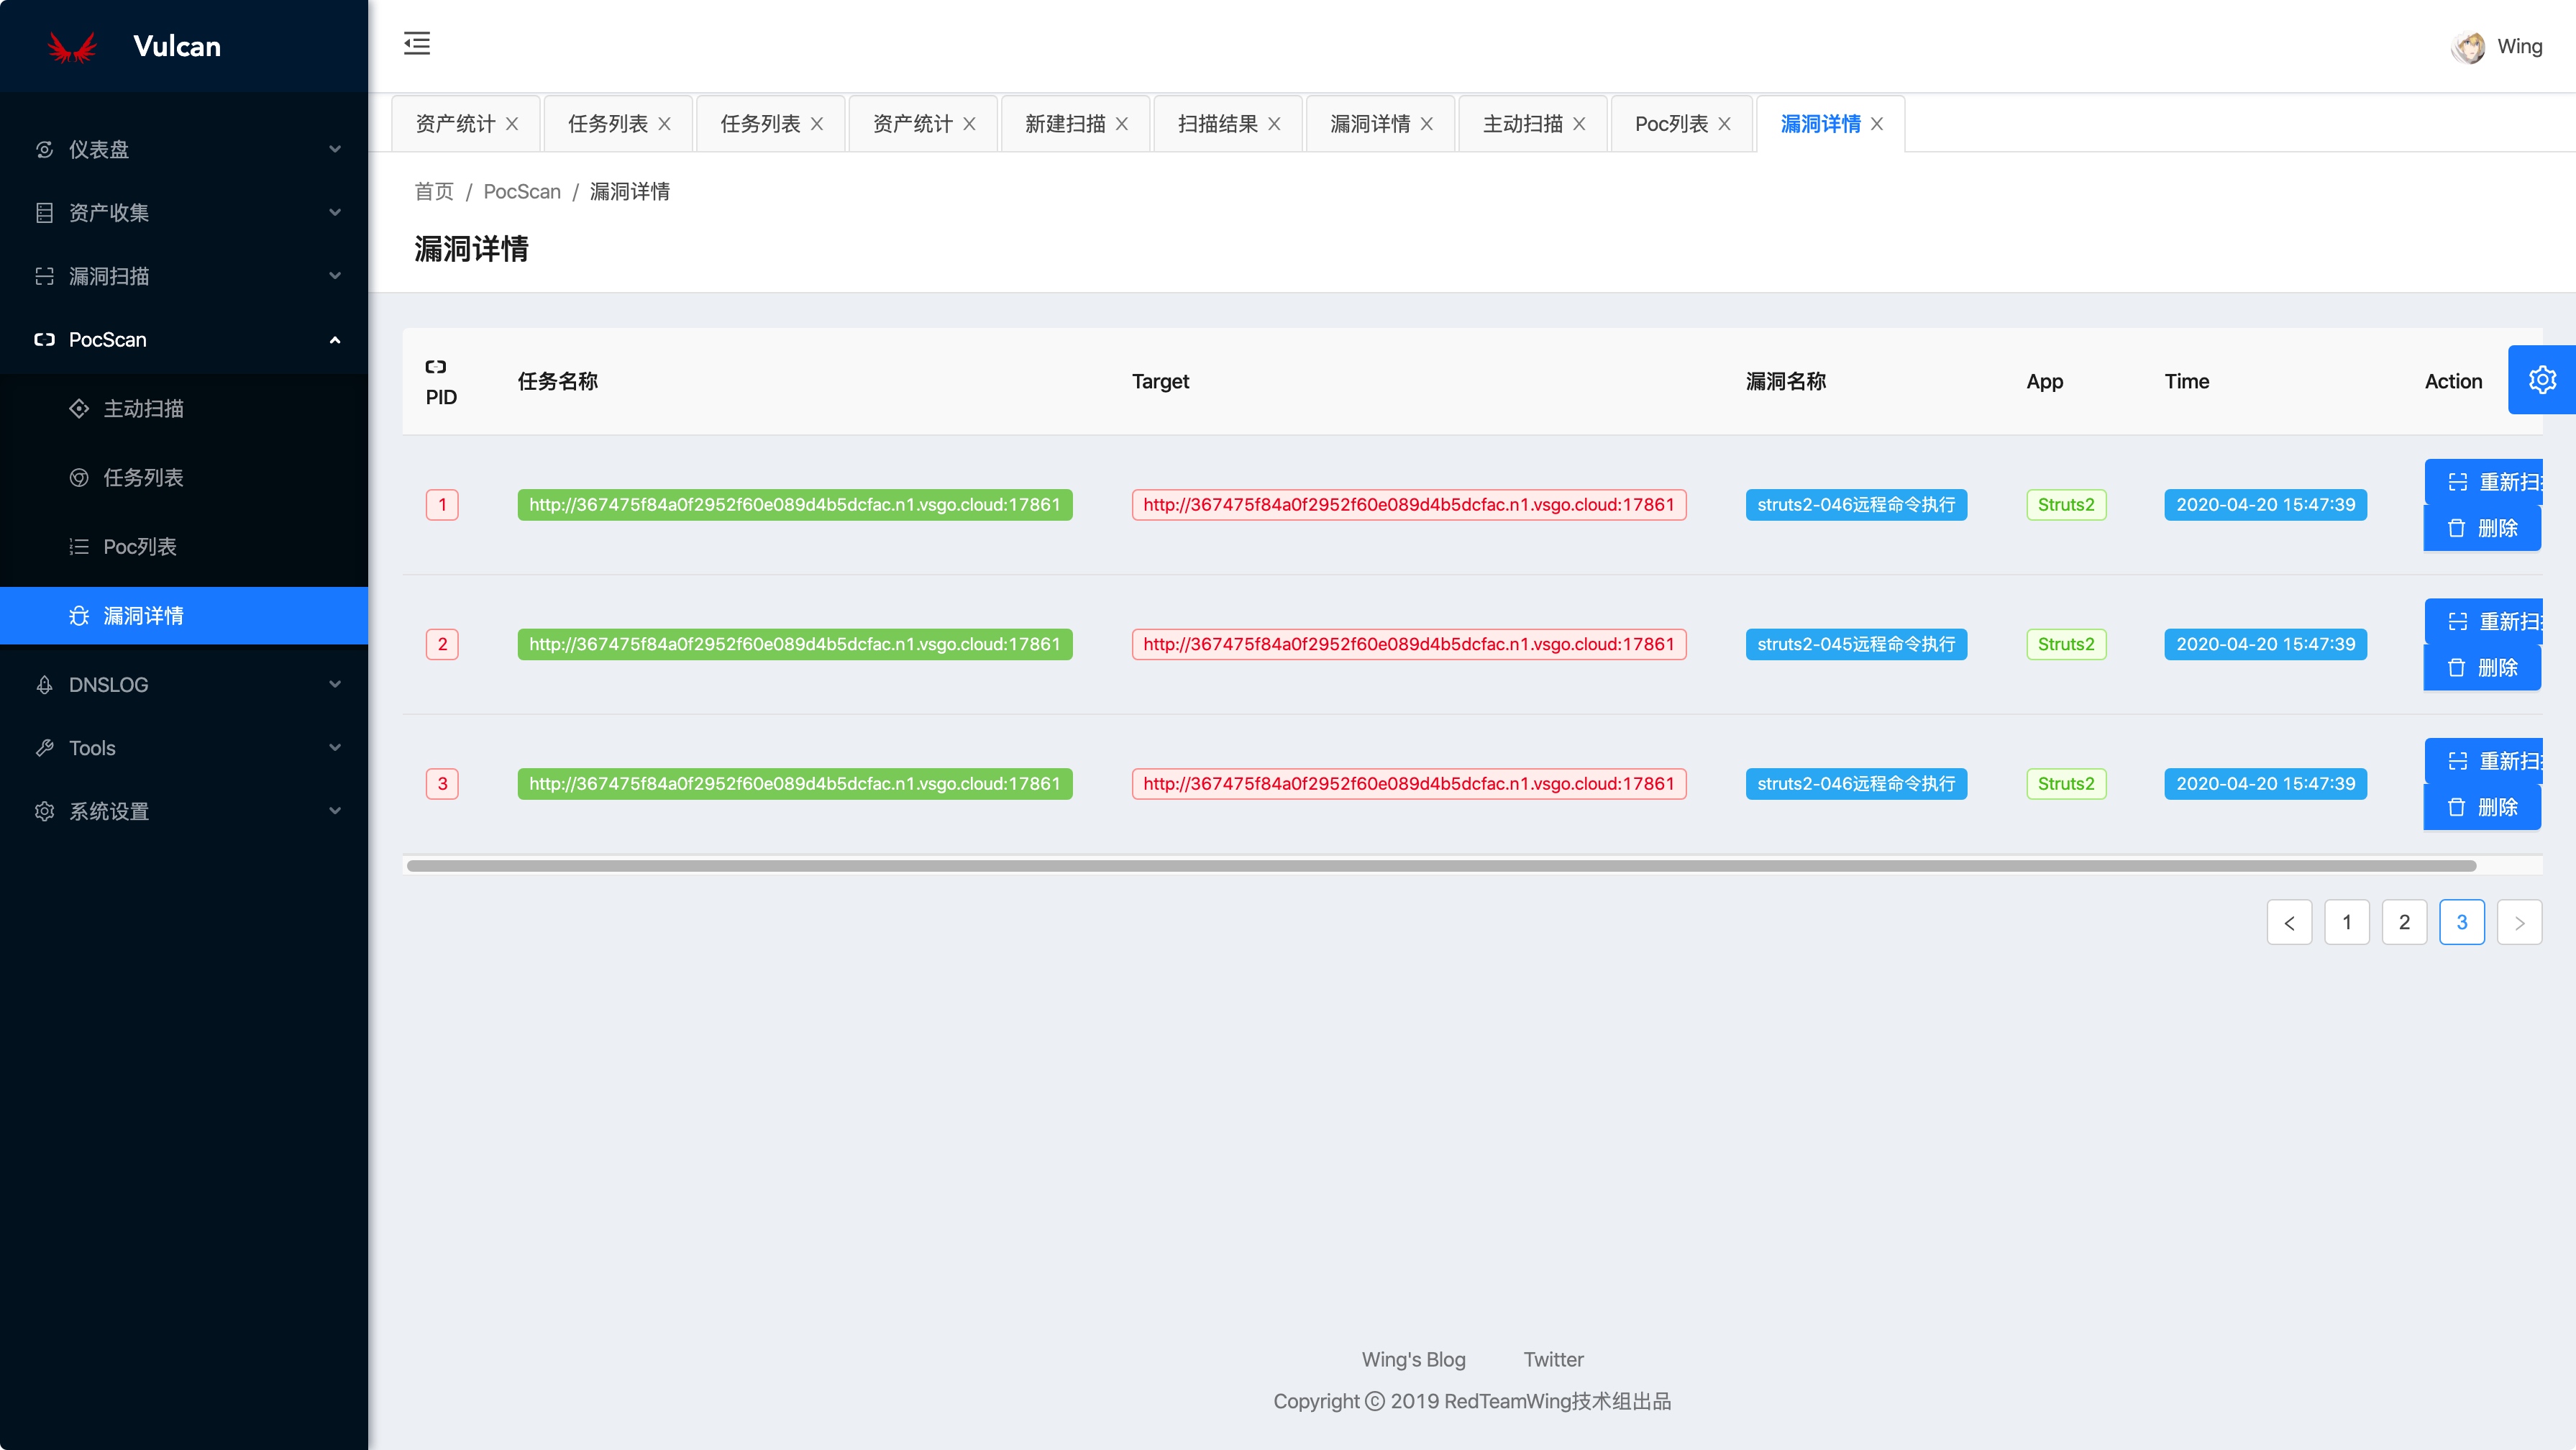 Vulcan
Wing
资产统计 任务列表 任务列表 资产统计 新建扫描 扫描结果 漏洞详情 主动扫描 Poc列表 漏洞详情
首页 / PocScan / 漏洞详情
漏洞详情
仪表盘
资产收集
漏洞扫描
PocScan
主动扫描
任务列表
Poc列表
漏洞详情
DNSLOG
Tools
系统设置
PID 任务名称 Target 漏洞名称 App Time Action
1 http://367475f84a0f2952f60e089d4b5dcfac.n1.vsgo.cloud:17861 http://367475f84a0f2952f60e089d4b5dcfac.n1.vsgo.cloud:17861 struts2-046远程命令执行 Struts2 2020-04-20 15:47:39 重新扫
删除
2 http://367475f84a0f2952f60e089d4b5dcfac.n1.vsgo.cloud:17861 http://367475f84a0f2952f60e089d4b5dcfac.n1.vsgo.cloud:17861 struts2-045远程命令执行 Struts2 2020-04-20 15:47:39 重新扫
删除
3 http://367475f84a0f2952f60e089d4b5dcfac.n1.vsgo.cloud:17861 http://367475f84a0f2952f60e089d4b5dcfac.n1.vsgo.cloud:17861 struts2-046远程命令执行 Struts2 2020-04-20 15:47:39 重新扫
删除
< 1 2 3 >
Wing's Blog Twitter
Copyright © 2019 RedTeamWing技术组出品